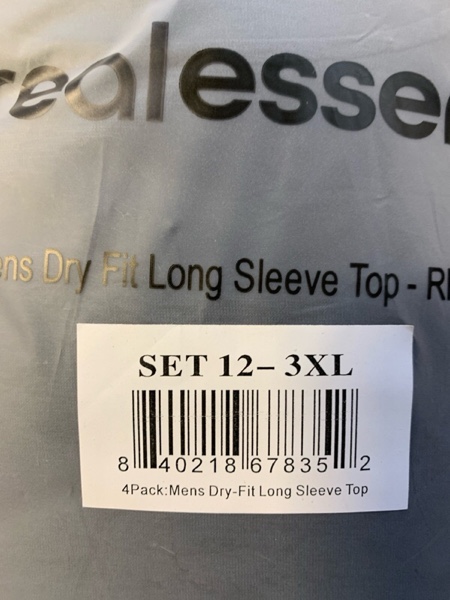 realesse
ens Dry Fit Long Sleeve Top - R
SET 12– 3XL
8 40218 67835 2
4Pack:Mens Dry-Fit Long Sleeve Top